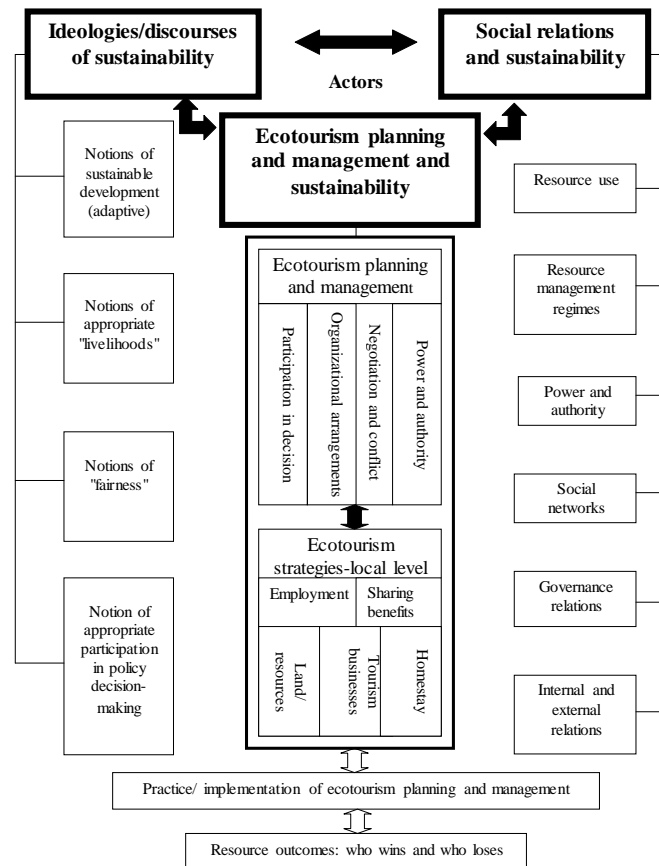 Ideologies/discourses
of sustainability
Social relations
and sustainability
Actors
Ecotourism planning
and management and
sustainability
Notions of
sustainable
development
(adaptive)
Notions of
appropriate
"livelihoods"
Notions of
"fairness"
Notion of
appropriate
participation
in policy
decision-
making
Ecotourism planning
and management
Participation in decision
Organizational
arrangements
Negotiation and conflict
Power and authority
Ecotourism
strategies-local level
Employment
Sharing
benefits
Land/
resources
Tourism
businesses
Homestay
Resource use
Resource
management
regimes
Power and
authority
Social
networks
Governance
relations
Internal and
external
relations
Practice/ implementation of ecotourism planning and management
Resource outcomes: who wins and who loses